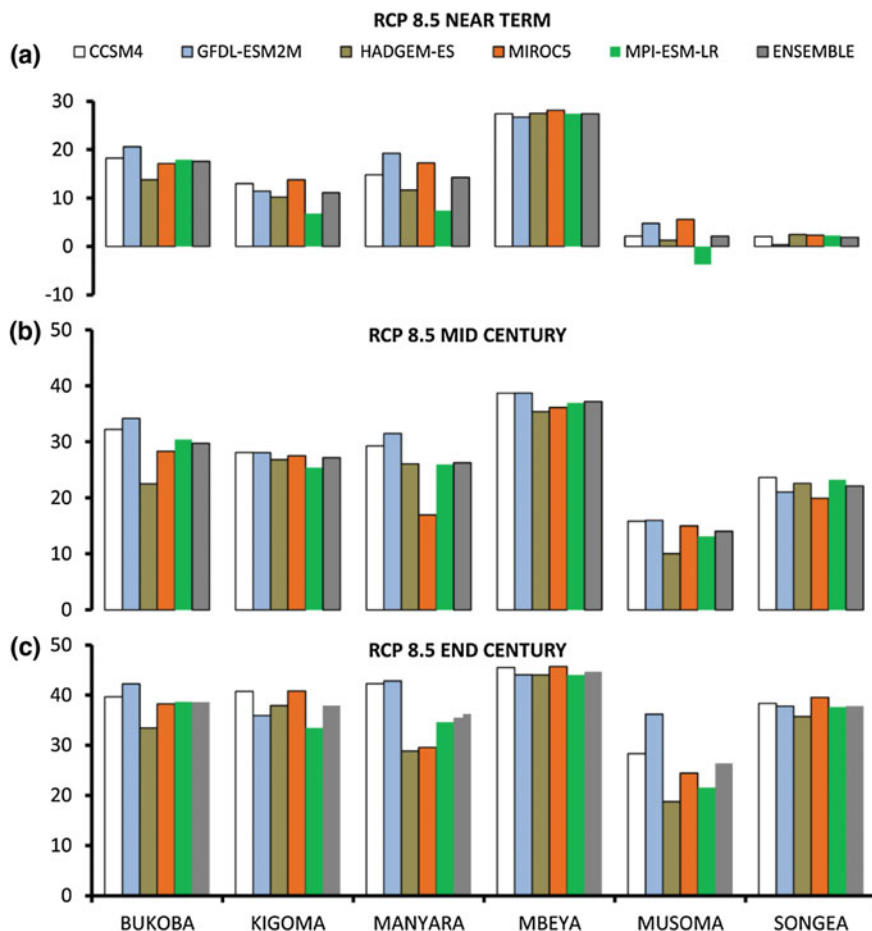 RCP 8.5 NEAR TERM
(a)
CCSM4 GFDL-ESM2M HADGEM-ES MIROC5 MPI-ESM-LR ENSEMBLE
30
20
10
0
-10
(b)
RCP 8.5 MID CENTURY
50
40
30
20
10
0
(c)
RCP 8.5 END CENTURY
50
40
30
20
10
0
BUKOBA KIGOMA MANYARA MBEYA MUSOMA SONGEA